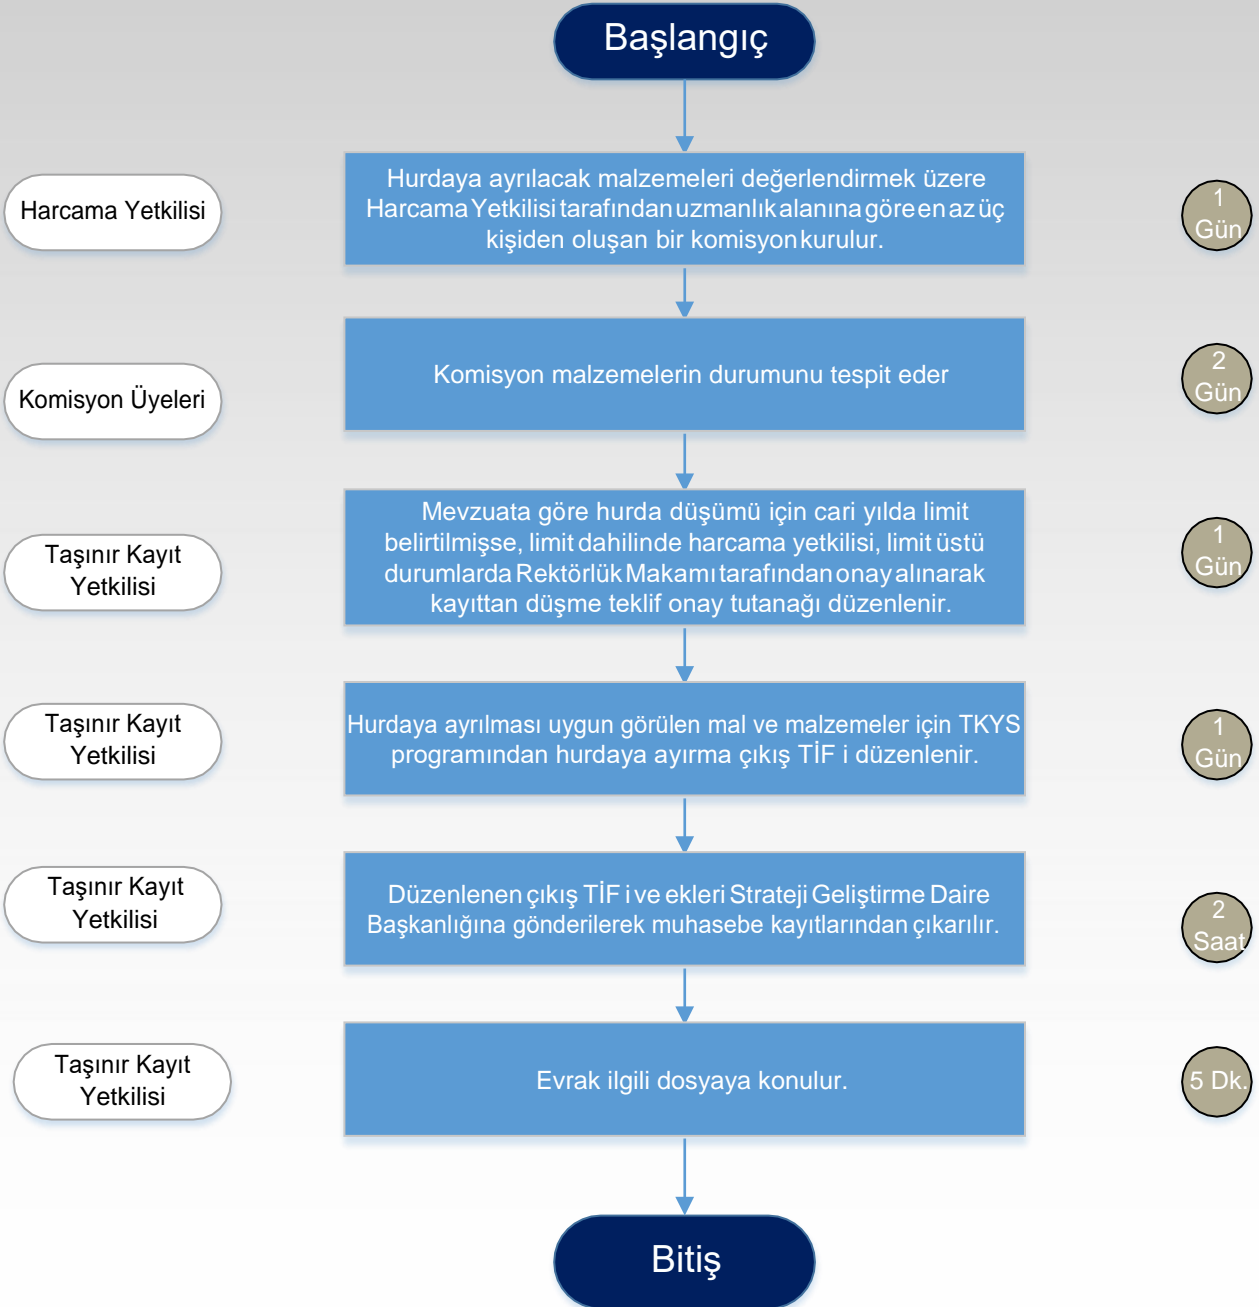 Başlangıç
Harcama Yetkilisi
Hurdaya ayrılacak malzemeleri değerlendirmek üzere
Harcama Yetkilisi tarafından uzmanlık alanına göre en az üç
kişiden oluşan bir komisyon kurulur.
1
Gün
Komisyon Üyeleri
Komisyon malzemelerin durumunu tespit eder
2
Gün
Taşınır Kayıt
Yetkilisi
Mevzuata göre hurda düşümü için cari yılda limit
belirtilmişse, limit dahilinde harcama yetkilisi, limit üstü
durumlarda Rektörlük Makamı tarafından onay alınarak
kayıttan düşme teklif onay tutanağı düzenlenir.
1
Gün
Taşınır Kayıt
Yetkilisi
Hurdaya ayrılması uygun görülen mal ve malzemeler için TKYS
programından hurdaya ayırma çıkış TİF i düzenlenir.
1
Gün
Taşınır Kayıt
Yetkilisi
Düzenlenen çıkış TİF i ve ekleri Strateji Geliştirme Daire
Başkanlığına gönderilerek muhasebe kayıtlarından çıkarılır.
2
Saat
Taşınır Kayıt
Yetkilisi
Evrak ilgili dosyaya konulur.
5 Dk.
Bitiş